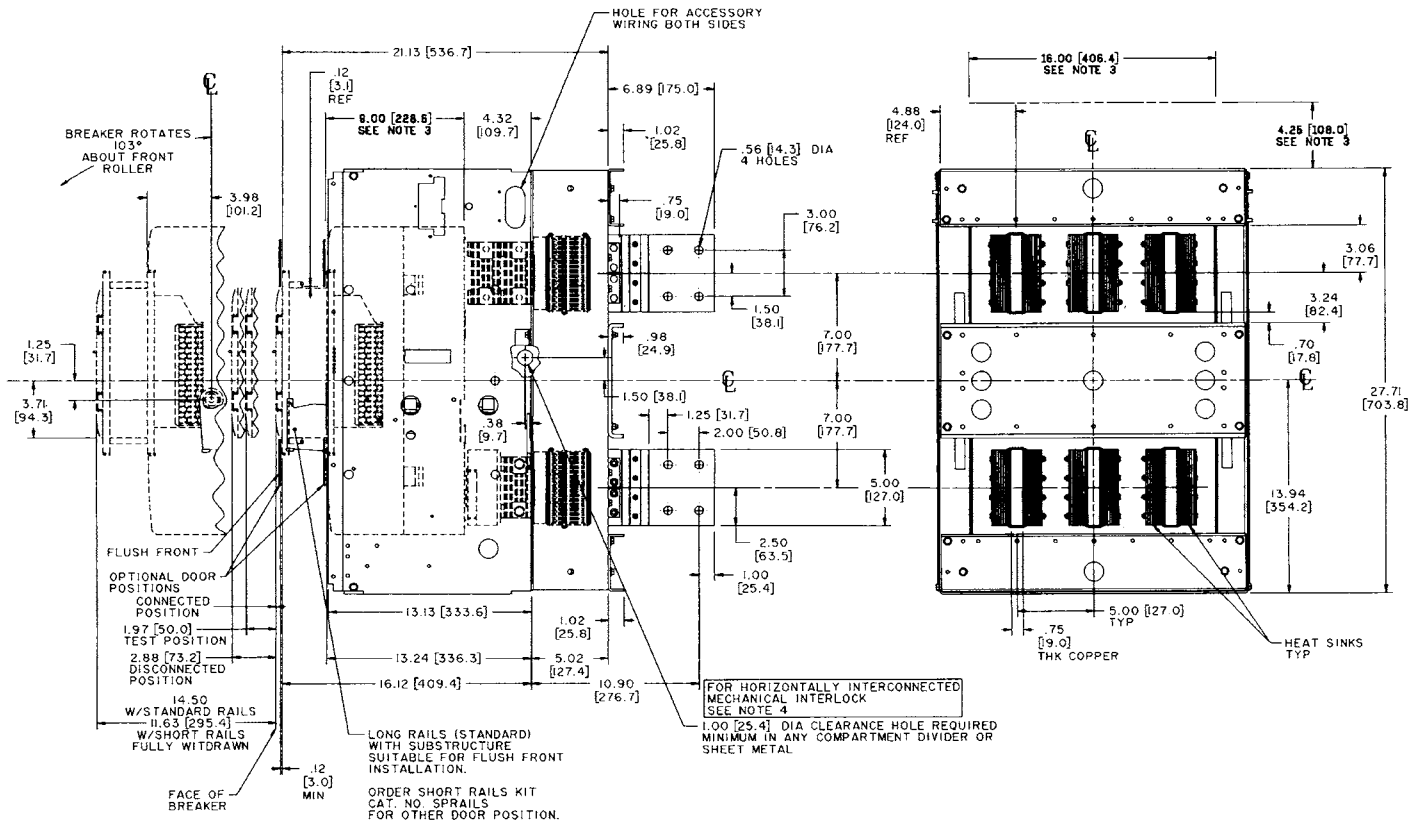 HOLE FOR ACCESSORY
WIRING BOTH SIDES
21.13 [536.7]
16.00 [406.4]
SEE NOTE 3
.12
[3.1]
REF
6.89 [175.0]
CL
BREAKER ROTATES
103°
ABOUT FRONT
ROLLER
9.00 [228.6]
SEE NOTE 3
4.32
[109.7]
1.02
[25.8]
4.88
[124.0]
REF
4.25 [108.0]
SEE NOTE 3
CL
.56 [14.3] DIA
4 HOLES
3.98
[101.2]
.75
[19.0]
3.00
[76.2]
3.06
[77.7]
1.50
[38.1]
3.24
[82.4]
7.00
[177.7]
.98
[24.9]
.70
[17.8]
1.25
[31.7]
CL
CL
27.71
[703.8]
3.71
[94.3]
1.50 [38.1]
1.25 [31.7]
7.00
[177.7]
.38
[9.7]
2.00 [50.8]
5.00
[127.0]
13.94
[354.2]
2.50
[63.5]
FLUSH FRONT
OPTIONAL DOOR
POSITIONS
1.00
[25.4]
CONNECTED
POSITION
13.13 [333.6]
1.02
[25.8]
5.00 [127.0]
TYP
1.97 [50.0]
TEST POSITION
.75
[19.0]
THK COPPER
HEAT SINKS
TYP
2.88 [73.2]
DISCONNECTED
POSITION
13.24 [336.3]
5.02
[127.4]
16.12 [409.4]
10.90
[276.7]
FOR HORIZONTALLY INTERCONNECTED
MECHANICAL INTERLOCK
SEE NOTE 4
14.50
W/STANDARD RAILS
11.63 [295.4]
W/SHORT RAILS
FULLY WITDRAWN
1.00 [25.4] DIA CLEARANCE HOLE REQUIRED
MINIMUM IN ANY COMPARTMENT DIVIDER OR
SHEET METAL
LONG RAILS (STANDARD)
WITH SUBSTRUCTURE
SUITABLE FOR FLUSH FRONT
INSTALLATION.
.12
[3.0]
MIN
FACE OF
BREAKER
ORDER SHORT RAILS KIT
CAT. NO. SPRAILS
FOR OTHER DOOR POSITION.